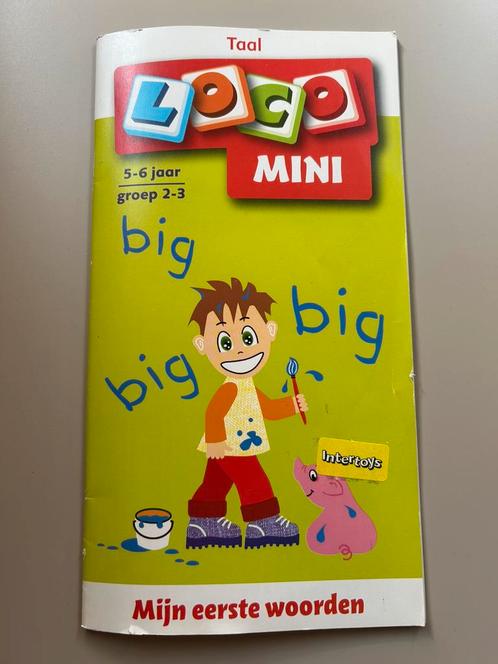 Taal
LOCO
MINI
5-6 jaar
groep 2-3
big
big
big
Intertoys
Mijn eerste woorden